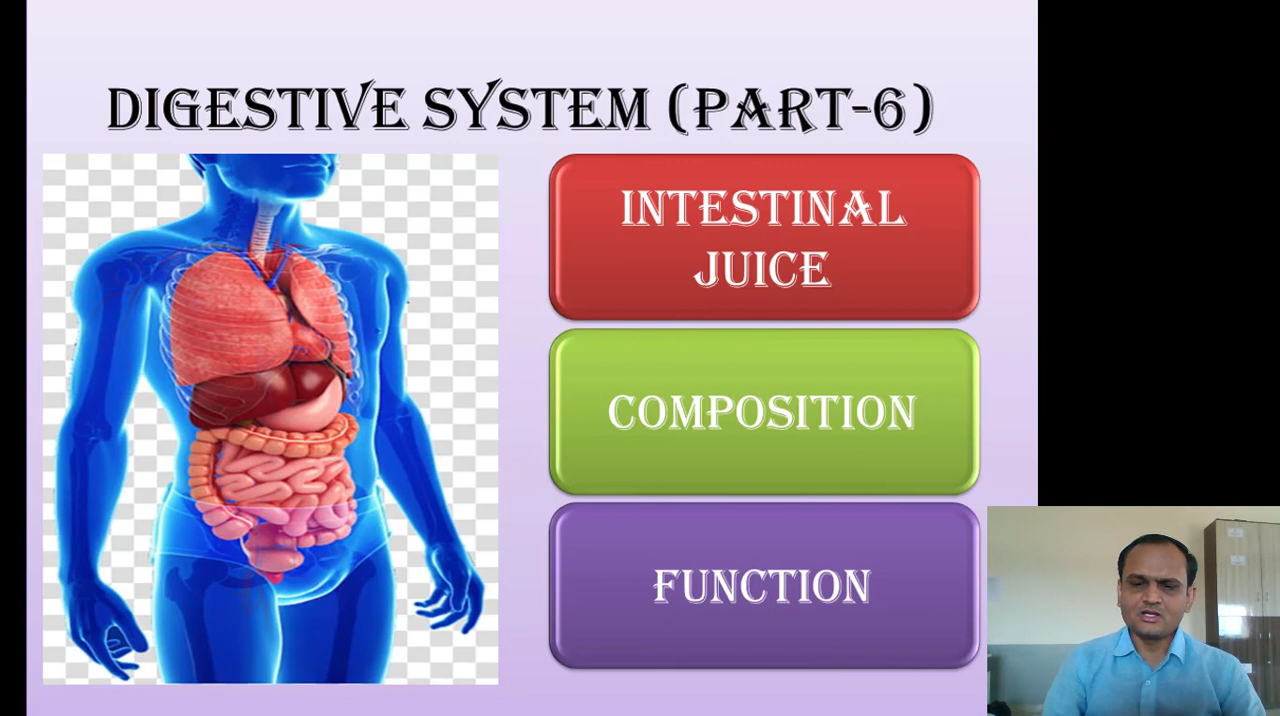 DIGESTIVE SYSTEM (PART-6)
INTESTINAL
JUICE
COMPOSITION
FUNCTION